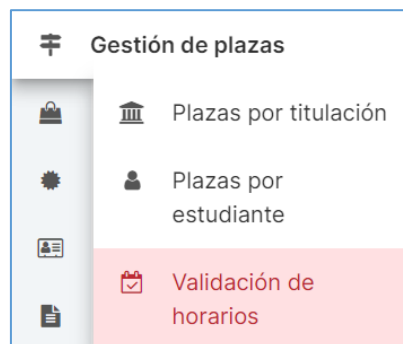 Gestión de plazas
Plazas por titulación
Plazas por
estudiante
Validación de
horarios